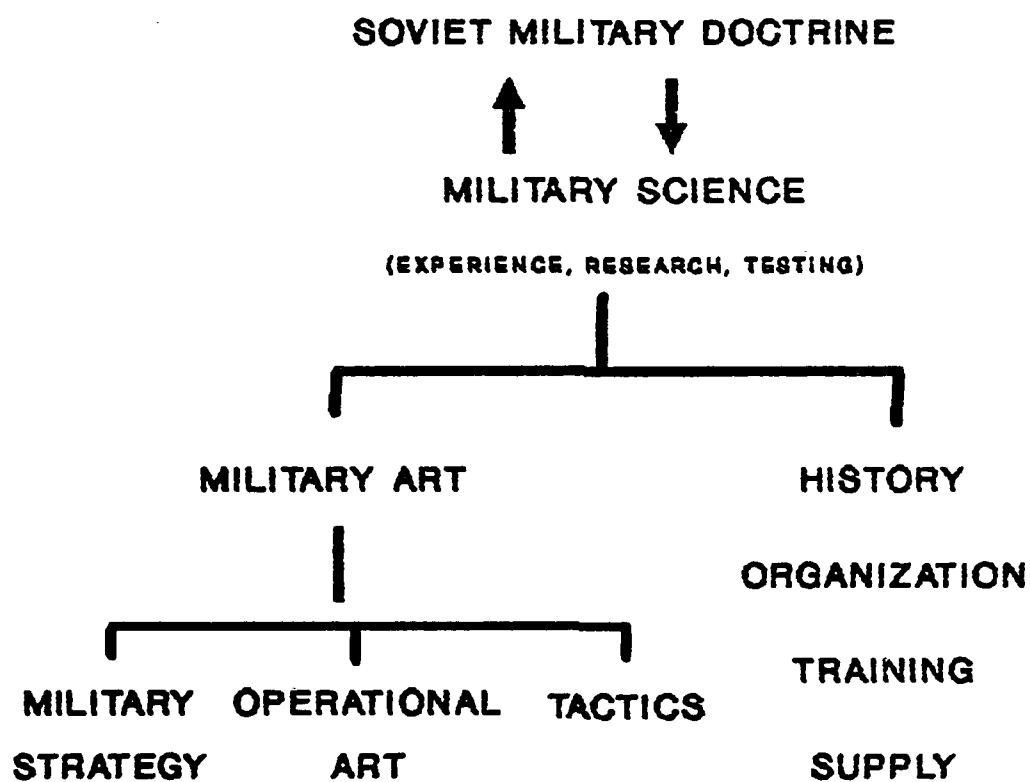 SOVIET MILITARY DOCTRINE
MILITARY SCIENCE
(EXPERIENCE, RESEARCH, TESTING)
MILITARY ART
HISTORY
ORGANIZATION
TRAINING
SUPPLY
MILITARY
STRATEGY
OPERATIONAL
ART
TACTICS